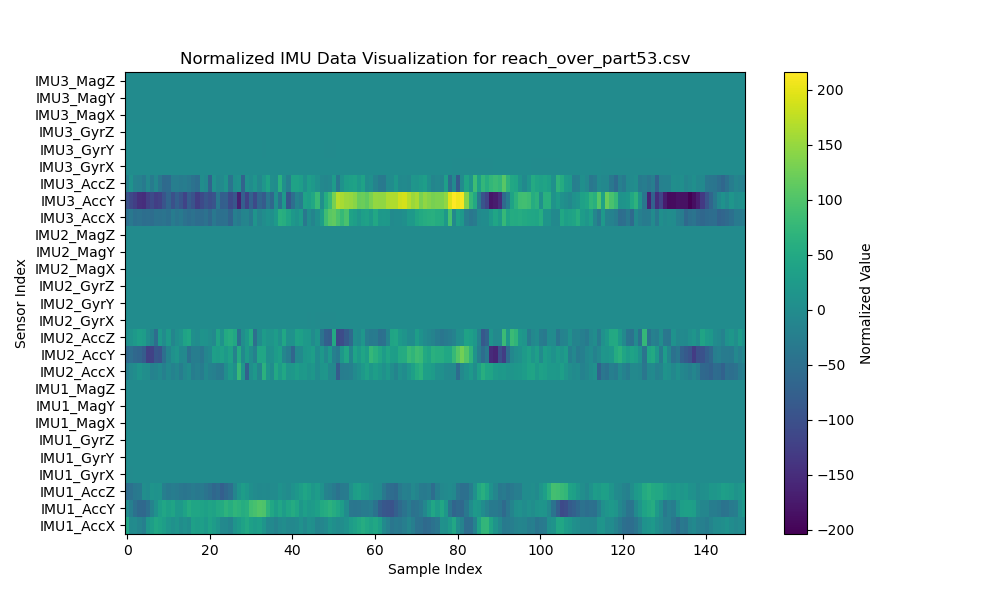 Normalized IMU Data Visualization for reach_over_part53.csv
IMU3_MagZ
IMU3_MagY
IMU3_MagX
IMU3_GyrZ
IMU3_GyrY
IMU3_GyrX
IMU3_AccZ
IMU3_AccY
IMU3_AccX
IMU2_MagZ
IMU2_MagY
IMU2_MagX
IMU2_GyrZ
IMU2_GyrY
IMU2_GyrX
IMU2_AccZ
IMU2_AccY
IMU2_AccX
IMU1_MagZ
IMU1_MagY
IMU1_MagX
IMU1_GyrZ
IMU1_GyrY
IMU1_GyrX
IMU1_AccZ
IMU1_AccY
IMU1_AccX
Sensor Index
0 20 40 60 80 100 120 140
Sample Index
200
150
100
50
0
−50
−100
−150
−200
Normalized Value